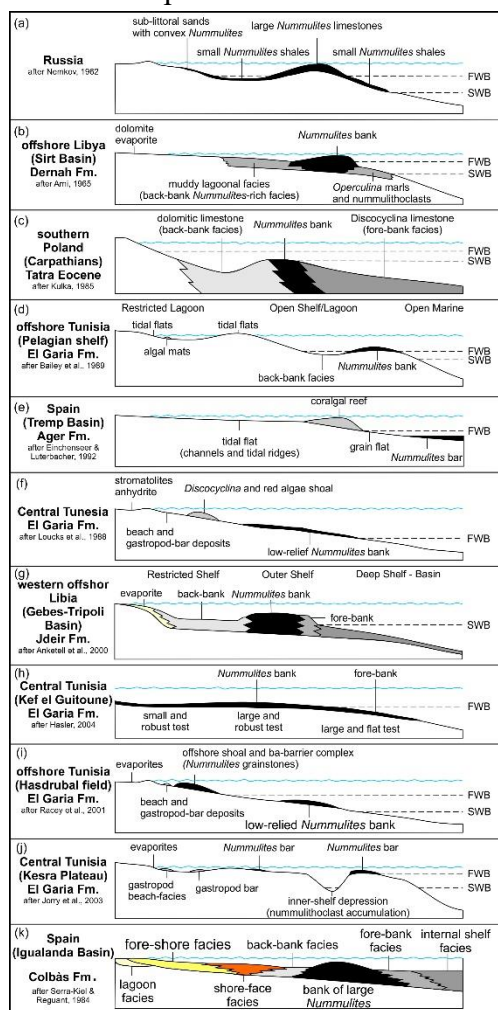 (a)
Russia
after Nemkov, 1962
sub-littoral sands
with convex Nummulites
large Nummulites limestones
small Nummulites shales
small Nummulites shales
FWB
SWB
(b)
offshore Libya
(Sirt Basin)
Dernah Fm.
after Arni, 1965
dolomite
evaporite
Nummulites
bank
FWB
SWB
muddy lagoonal facies
(back-bank Nummulites-rich facies)
Operculina marls
and nummulithoclasts
(c)
southern
Poland
(Carpathians)
Tatra Eocene
after Kulka, 1985
dolomitic limestone
(back-bank facies)
Nummulites bank
Discocyclina limestone
(fore-bank facies)
FWB
SWB
(d)
offshore Tunisia
(Pelagian shelf)
El Garia Fm.
after Bailey et al., 1989
Restricted Lagoon
Open Shelf/Lagoon
Open Marine
tidal flats
tidal flats
algal mats
FWB
SWB
Nummulites bank
back-bank facies
(e)
Spain
(Tremp Basin)
Ager Fm.
after Eichenseer &
Luterbacher, 1992
coralgal reef
FWB
tidal flat
(channels and tidal ridges)
grain flat
Nummulites bar
(f)
Central Tunesia
El Garia Fm.
after Loucks et al., 1988
stromatolites
anhydrite
Discocyclina and red algae shoal
beach and
gastropod-bar deposits
low-relief Nummulites bank
FWB
(g)
western offshor
Libia
(Gebes-Tripoli
Basin)
Jdeir Fm.
after Anketell et al., 2000
Restricted Shelf
Outer Shelf
Deep Shelf - Basin
evaporite
back-bank
Nummulites bank
fore-bank
SWB
(h)
Central Tunisia
(Kef el Guitoune)
El Garia Fm.
after Hasler, 2004
Nummulites bank
fore-bank
FWB
small and
robust test
large and
robust test
large and flat test
(i)
offshore Tunisia
(Hasdrubal field)
El Garia Fm.
after Racey et al., 2001
evaporites
offshore shoal and ba-barrier complex
(Nummulites grainstones)
FWB
SWB
beach and
gastropod-bar deposits
low-relied Nummulites bank
(j)
Central Tunisia
(Kesra Plateau)
El Garia Fm.
after Jorry et al., 2003
evaporites
Nummulites bar
Nummulites bar
FWB
SWB
gastropod
beach-facies
gastropod bar
inner-shelf depression
(nummulithoclast accumulation)
(k)
Spain
(Igualanda Basin)
Colbàs Fm.
after Serra-Kiel &
Reguant, 1984
fore-shore facies
back-bank facies
fore-bank
facies
internal shelf
facies
lagoon
facies
shore-face
facies
bank of large
Nummulites